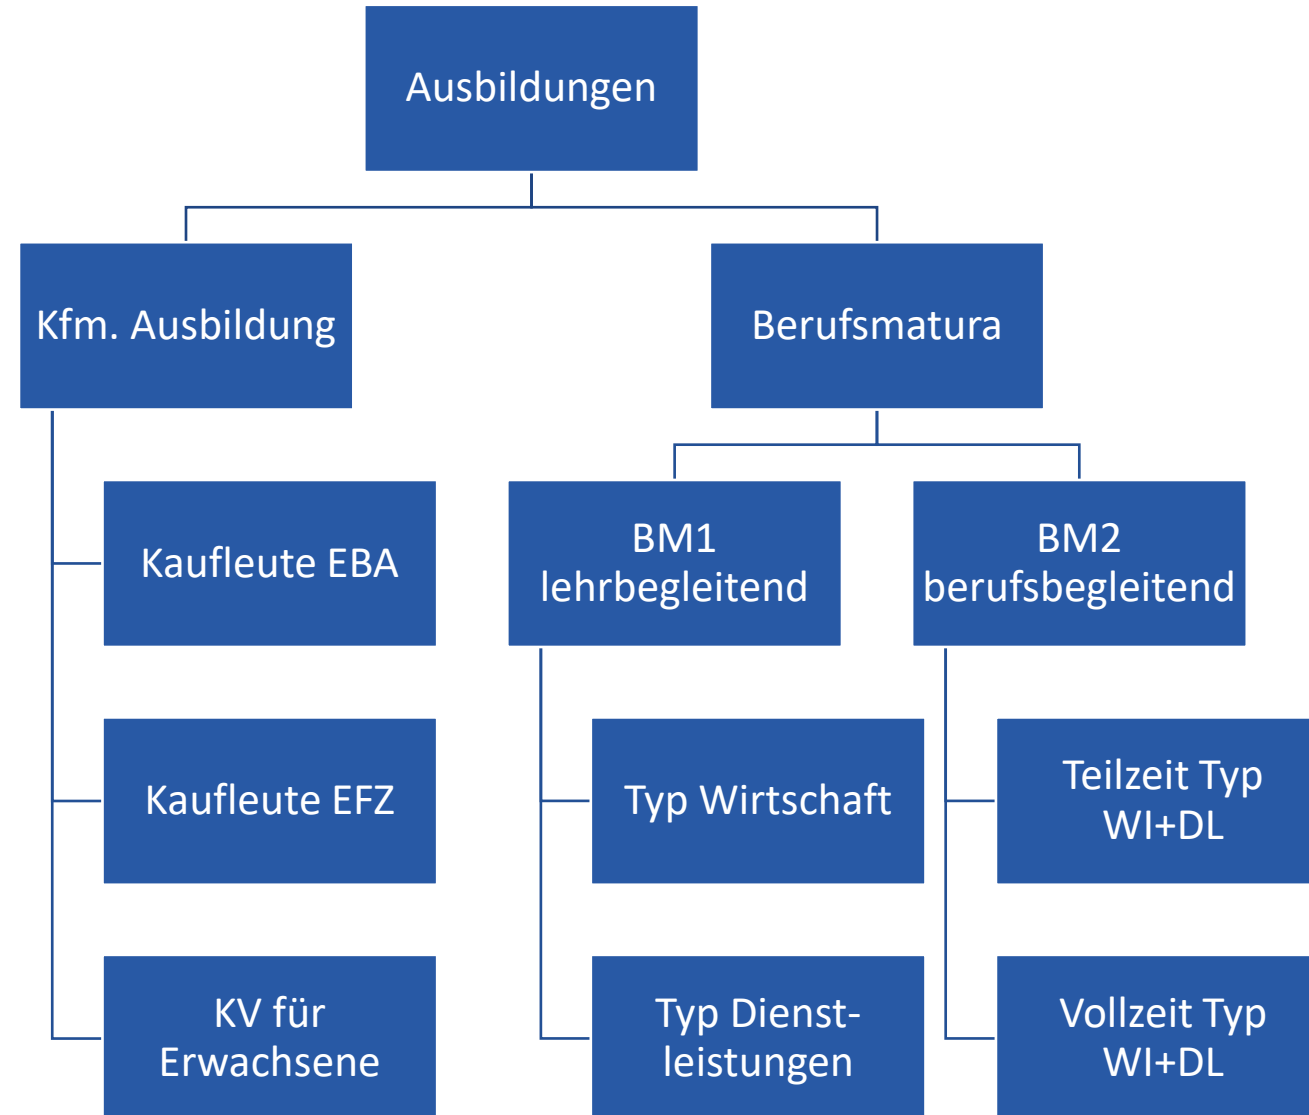 Ausbildungen
Kfm. Ausbildung
Berufsmatura
Kaufleute EBA
BM1
lehrbegleitend
BM2
berufsbegleitend
Kaufleute EFZ
Typ Wirtschaft
Teilzeit Typ
WI+DL
KV für
Erwachsene
Typ Dienst-
leistungen
Vollzeit Typ
WI+DL